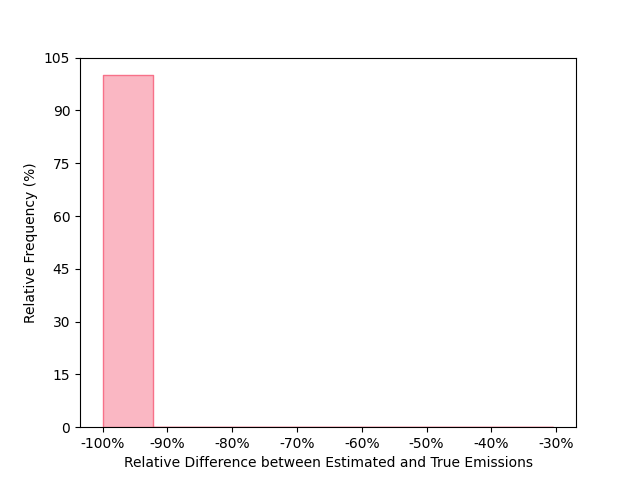 105
90
75
60
45
30
15
0
Relative Frequency (%)
-100% -90% -80% -70% -60% -50% -40% -30%
Relative Difference between Estimated and True Emissions